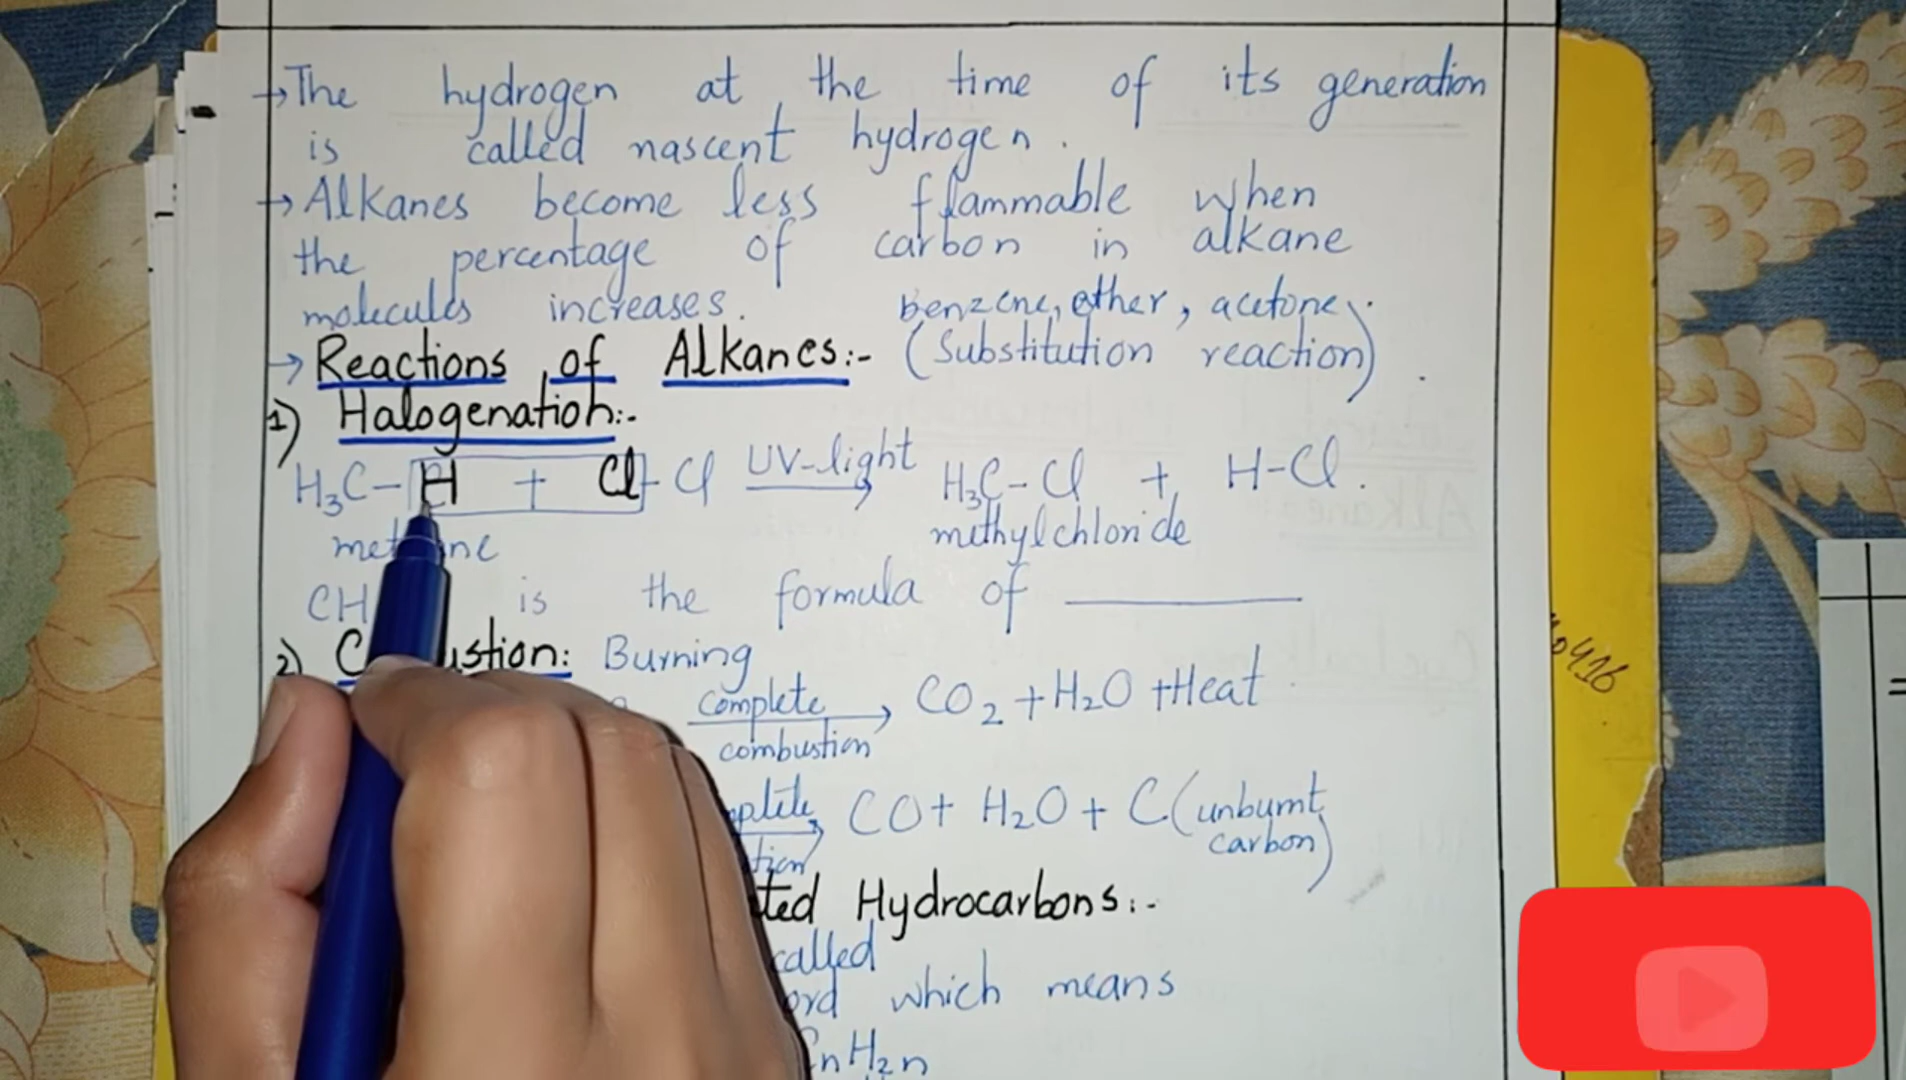 →The hydrogen at the time of its generation
is called nascent hydrogen.
→Alkanes become less flammable when
the percentage of carbon in alkane
molecules increases. benzene, ether, acetone.
→Reactions of Alkanes:- (Substitution reaction)
1) Halogenation:-
H₃C-H + Cl-Cl UV-light → H₃C-Cl + H-Cl.
methylchloride
CH is the formula of ________
2) Burning
complete combustion → CO₂ + H₂O + Heat
CO + H₂O + C (unburnt carbon)
Hydrocarbons:-
called
which means